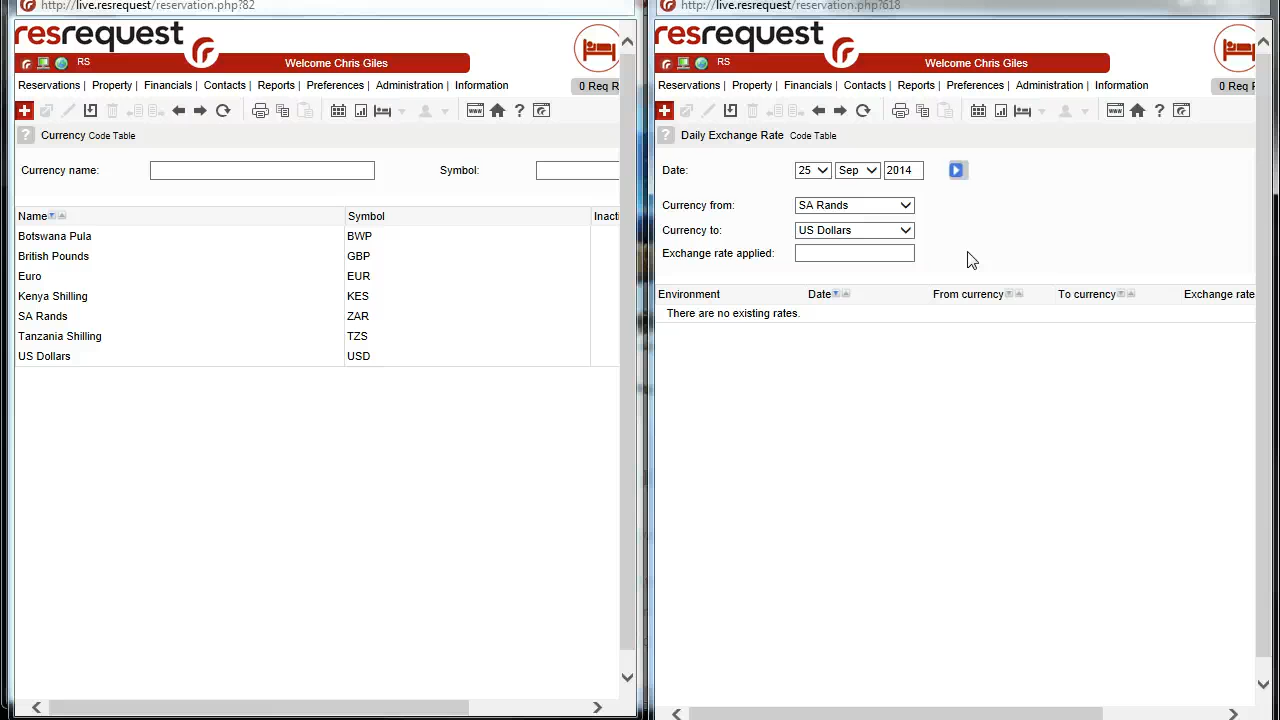 http://live.resrequest/reservation.php?82
resrequest
RS
Welcome Chris Giles
Reservations | Property | Financials | Contacts | Reports | Preferences | Administration | Information
0 Req R
WWW
?
? Currency Code Table
Currency name:
Symbol:
Name Symbol Inacti
Botswana Pula BWP
British Pounds GBP
Euro EUR
Kenya Shilling KES
SA Rands ZAR
Tanzania Shilling TZS
US Dollars USD
http://live.resrequest/reservation.php?618
resrequest
RS
Welcome Chris Giles
Reservations | Property | Financials | Contacts | Reports | Preferences | Administration | Information
0 Req F
WWW
?
? Daily Exchange Rate Code Table
Date: 25 Sep 2014
Currency from: SA Rands
Currency to: US Dollars
Exchange rate applied:
Environment Date From currency To currency Exchange rate
There are no existing rates.